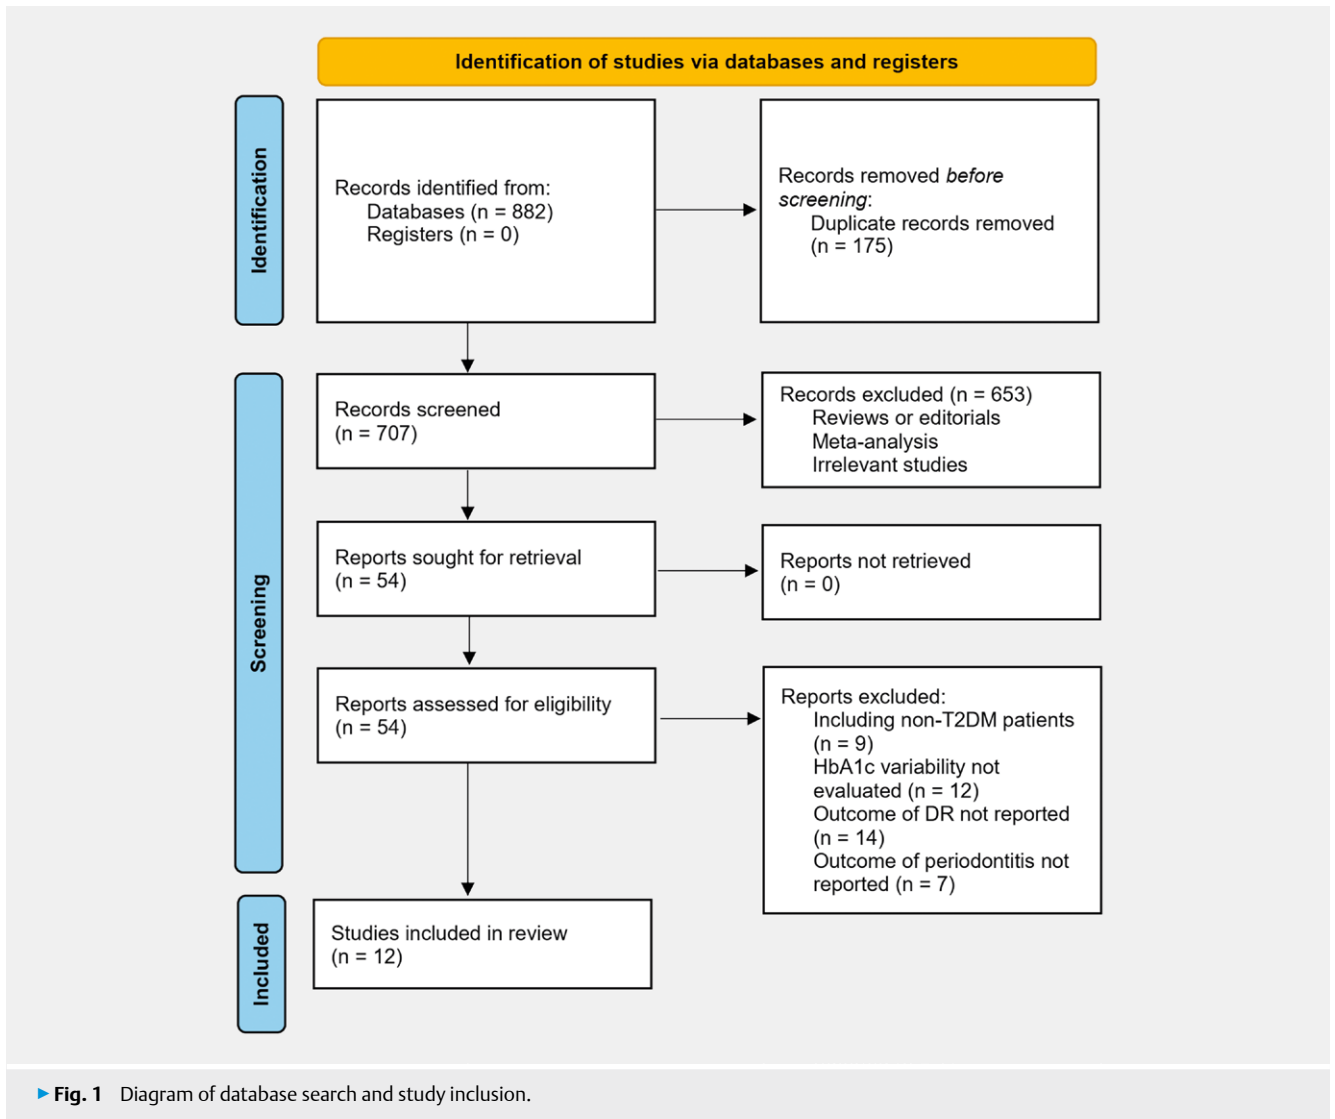 Identification of studies via databases and registers
Identification
Records identified from:
Databases (n = 882)
Registers (n = 0)
Records removed before
screening:
Duplicate records removed
(n = 175)
Screening
Records screened
(n = 707)
Records excluded (n = 653)
Reviews or editorials
Meta-analysis
Irrelevant studies
Reports sought for retrieval
(n = 54)
Reports not retrieved
(n = 0)
Reports assessed for eligibility
(n = 54)
Reports excluded:
Including non-T2DM patients
(n = 9)
HbA1c variability not
evaluated (n = 12)
Outcome of DR not reported
(n = 14)
Outcome of periodontitis not
reported (n = 7)
Included
Studies included in review
(n = 12)
▶ Fig. 1 Diagram of database search and study inclusion.